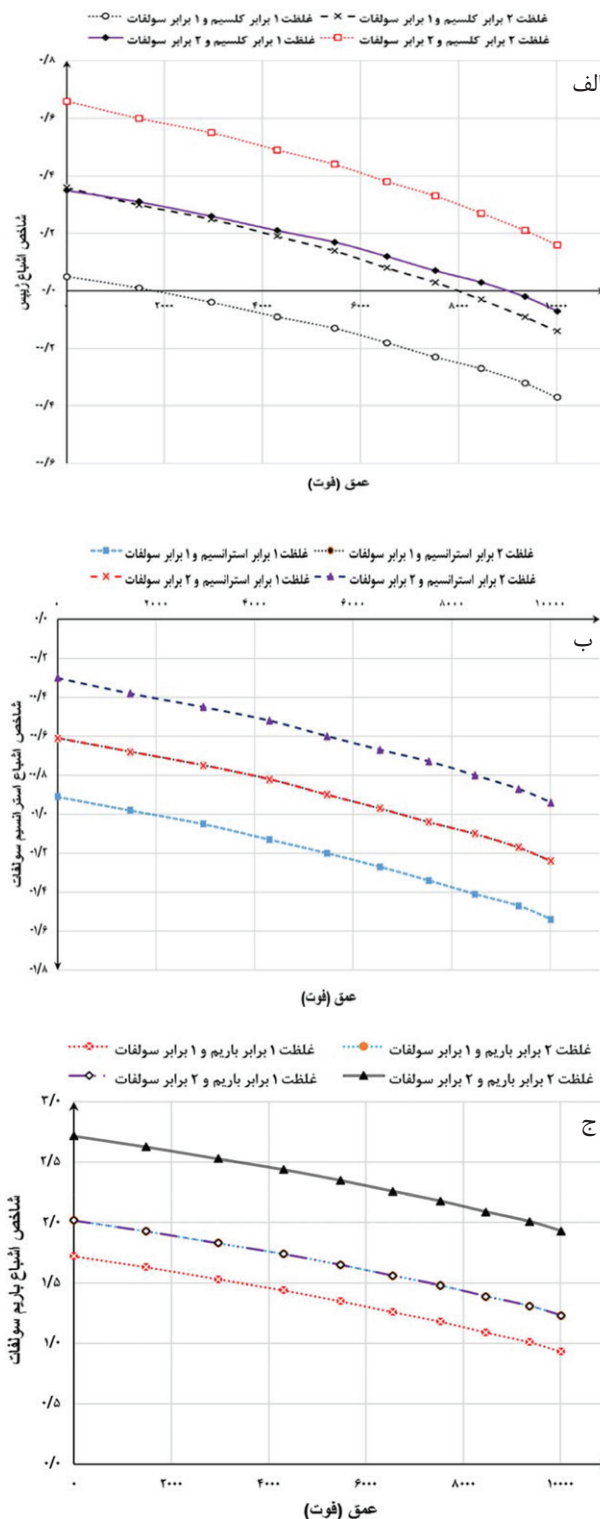 غلظت ۱ برابر کلسیم و ۱ برابر سولفات غلظت ۲ برابر کلسیم و ۱ برابر سولفات
غلظت ۱ برابر کلسیم و ۲ برابر سولفات غلظت ۲ برابر کلسیم و ۲ برابر سولفات
الف
۰/۸
۰/۶
۰/۴
۰/۲
۰/۰
-۰/۲
-۰/۴
-۰/۶
۰ ۲۰۰۰ ۴۰۰۰ ۶۰۰۰ ۸۰۰۰ ۱۰۰۰۰
شاخص اشباع ژیپس
عمق (فوت)
غلظت ۱ برابر استرانسیم و ۱ برابر سولفات غلظت ۲ برابر استرانسیم و ۱ برابر سولفات
غلظت ۱ برابر استرانسیم و ۲ برابر سولفات غلظت ۲ برابر استرانسیم و ۲ برابر سولفات
۰ ۲۰۰۰ ۴۰۰۰ ۶۰۰۰ ۸۰۰۰ ۱۰۰۰۰
ب
۰/۰
-۰/۲
-۰/۴
-۰/۶
-۰/۸
-۱/۰
-۱/۲
-۱/۴
-۱/۶
-۱/۸
شاخص اشباع استرانسیم سولفات
عمق (فوت)
غلظت ۱ برابر باریم و ۱ برابر سولفات غلظت ۲ برابر باریم و ۱ برابر سولفات
غلظت ۱ برابر باریم و ۲ برابر سولفات غلظت ۲ برابر باریم و ۲ برابر سولفات
ج
۳/۰
۲/۵
۲/۰
۱/۵
۱/۰
۰/۵
۰/۰
شاخص اشباع باریم سولفات
۰ ۲۰۰۰ ۴۰۰۰ ۶۰۰۰ ۸۰۰۰ ۱۰۰۰۰
عمق (فوت)